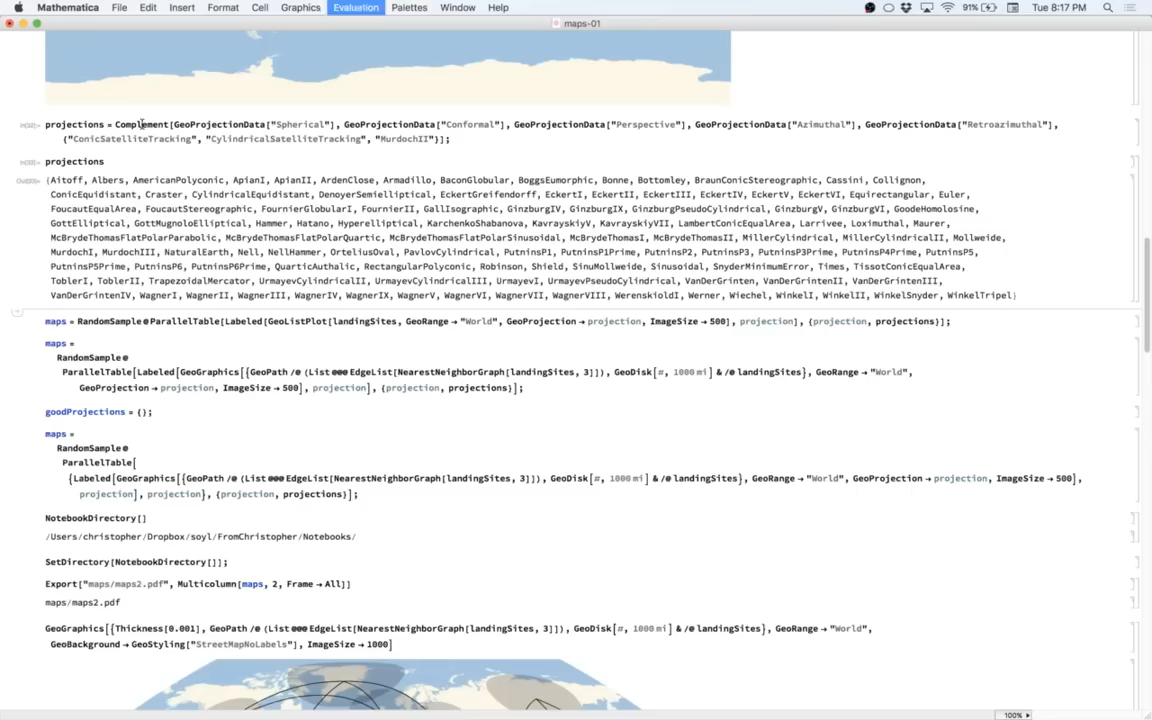 Mathematica File Edit Insert Format Cell Graphics Evaluation Palettes Window Help 91% Tue 8:17 PM
maps-01
projections = Complement[GeoProjectionData["Spherical"], GeoProjectionData["Conformal"], GeoProjectionData["Perspective"], GeoProjectionData["Azimuthal"], GeoProjectionData["Retroazimuthal"],
{"ConicSatelliteTracking", "CylindricalSatelliteTracking", "MurdochII"}];
projections
{Aitoff, Albers, AmericanPolyconic, ApianI, ApianII, ArdenClose, Armadillo, BaconGlobular, BoggsEumorphic, Bonne, Bottomley, BraunConicStereographic, Cassini, Collignon,
ConicEquidistant, Craster, CylindricalEquidistant, DenoyerSemielliptical, EckertGreifendorff, EckertI, EckertII, EckertIII, EckertIV, EckertV, EckertVI, Equirectangular, Euler,
FoucautEqualArea, FoucautStereographic, FournierGlobularI, FournierII, GallIsographic, GinzburgIV, GinzburgIX, GinzburgPseudoCylindrical, GinzburgV, GinzburgVI, GoodeHomolosine,
GottElliptical, GottMugnoloElliptical, Hammer, Hatano, Hyperelliptical, KarchenkoShabanova, KavrayskiyV, KavrayskiyVII, LambertConicEqualArea, Larrivee, Loximuthal, Maurer,
McBrydeThomasFlatPolarParabolic, McBrydeThomasFlatPolarQuartic, McBrydeThomasFlatPolarSinusoidal, McBrydeThomasI, McBrydeThomasII, MillerCylindrical, MillerCylindricalII, Mollweide,
MurdochI, MurdochIII, NaturalEarth, Nell, NellHammer, OrteliusOval, PavlovCylindrical, PutninsP1, PutninsP1Prime, PutninsP2, PutninsP3, PutninsP3Prime, PutninsP4Prime, PutninsP5,
PutninsP5Prime, PutninsP6, PutninsP6Prime, QuarticAuthalic, RectangularPolyconic, Robinson, Shield, SinuMollweide, Sinusoidal, SnyderMinimumError, Times, TissotConicEqualArea,
ToblerI, ToblerII, TrapezoidalMercator, UrmayevCylindricalII, UrmayevCylindricalIII, UrmayevI, UrmayevPseudoCylindrical, VanDerGrinten, VanDerGrintenII, VanDerGrintenIII,
VanDerGrintenIV, WagnerI, WagnerII, WagnerIII, WagnerIV, WagnerIX, WagnerV, WagnerVI, WagnerVII, WagnerVIII, WerenskioldI, Werner, Wiechel, WinkelI, WinkelII, WinkelSnyder, WinkelTripel}
maps = RandomSample@ParallelTable[Labeled[GeoListPlot[landingSites, GeoRange → "World", GeoProjection → projection, ImageSize → 500], projection], {projection, projections}];
maps =
RandomSample@
ParallelTable[Labeled[GeoGraphics[{GeoPath /@ (List @@@ EdgeList[NearestNeighborGraph[landingSites, 3]]), GeoDisk[#, 1000 mi] & /@ landingSites}, GeoRange → "World",
GeoProjection → projection, ImageSize → 500], projection], {projection, projections}];
goodProjections = {};
maps =
RandomSample@
ParallelTable[
{Labeled[GeoGraphics[{GeoPath /@ (List @@@ EdgeList[NearestNeighborGraph[landingSites, 3]]), GeoDisk[#, 1000 mi] & /@ landingSites}, GeoRange → "World", GeoProjection → projection, ImageSize → 500],
projection], projection}, {projection, projections}];
NotebookDirectory[]
/Users/christopher/Dropbox/soyl/FromChristopher/Notebooks/
SetDirectory[NotebookDirectory[]];
Export["maps/maps2.pdf", Multicolumn[maps, 2, Frame → All]]
maps/maps2.pdf
GeoGraphics[{Thickness[0.001], GeoPath /@ (List @@@ EdgeList[NearestNeighborGraph[landingSites, 3]]), GeoDisk[#, 1000 mi] & /@ landingSites}, GeoRange → "World",
GeoBackground → GeoStyling["StreetMapNoLabels"], ImageSize → 1000]
100%